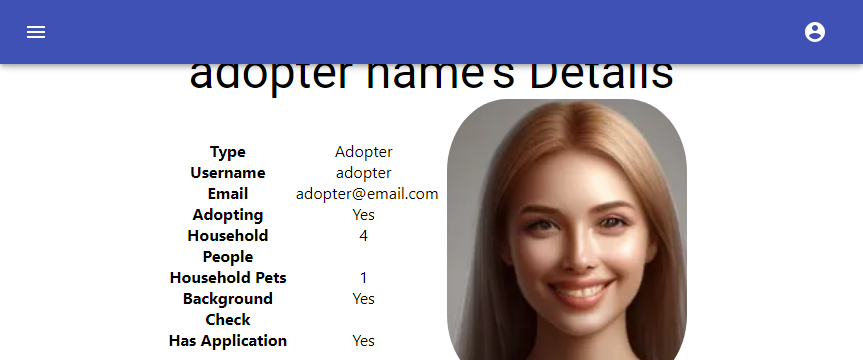 adopter name's Details
Type Adopter
Username adopter
Email adopter@email.com
Adopting Yes
Household 4
People
Household Pets 1
Background Yes
Check
Has Application Yes